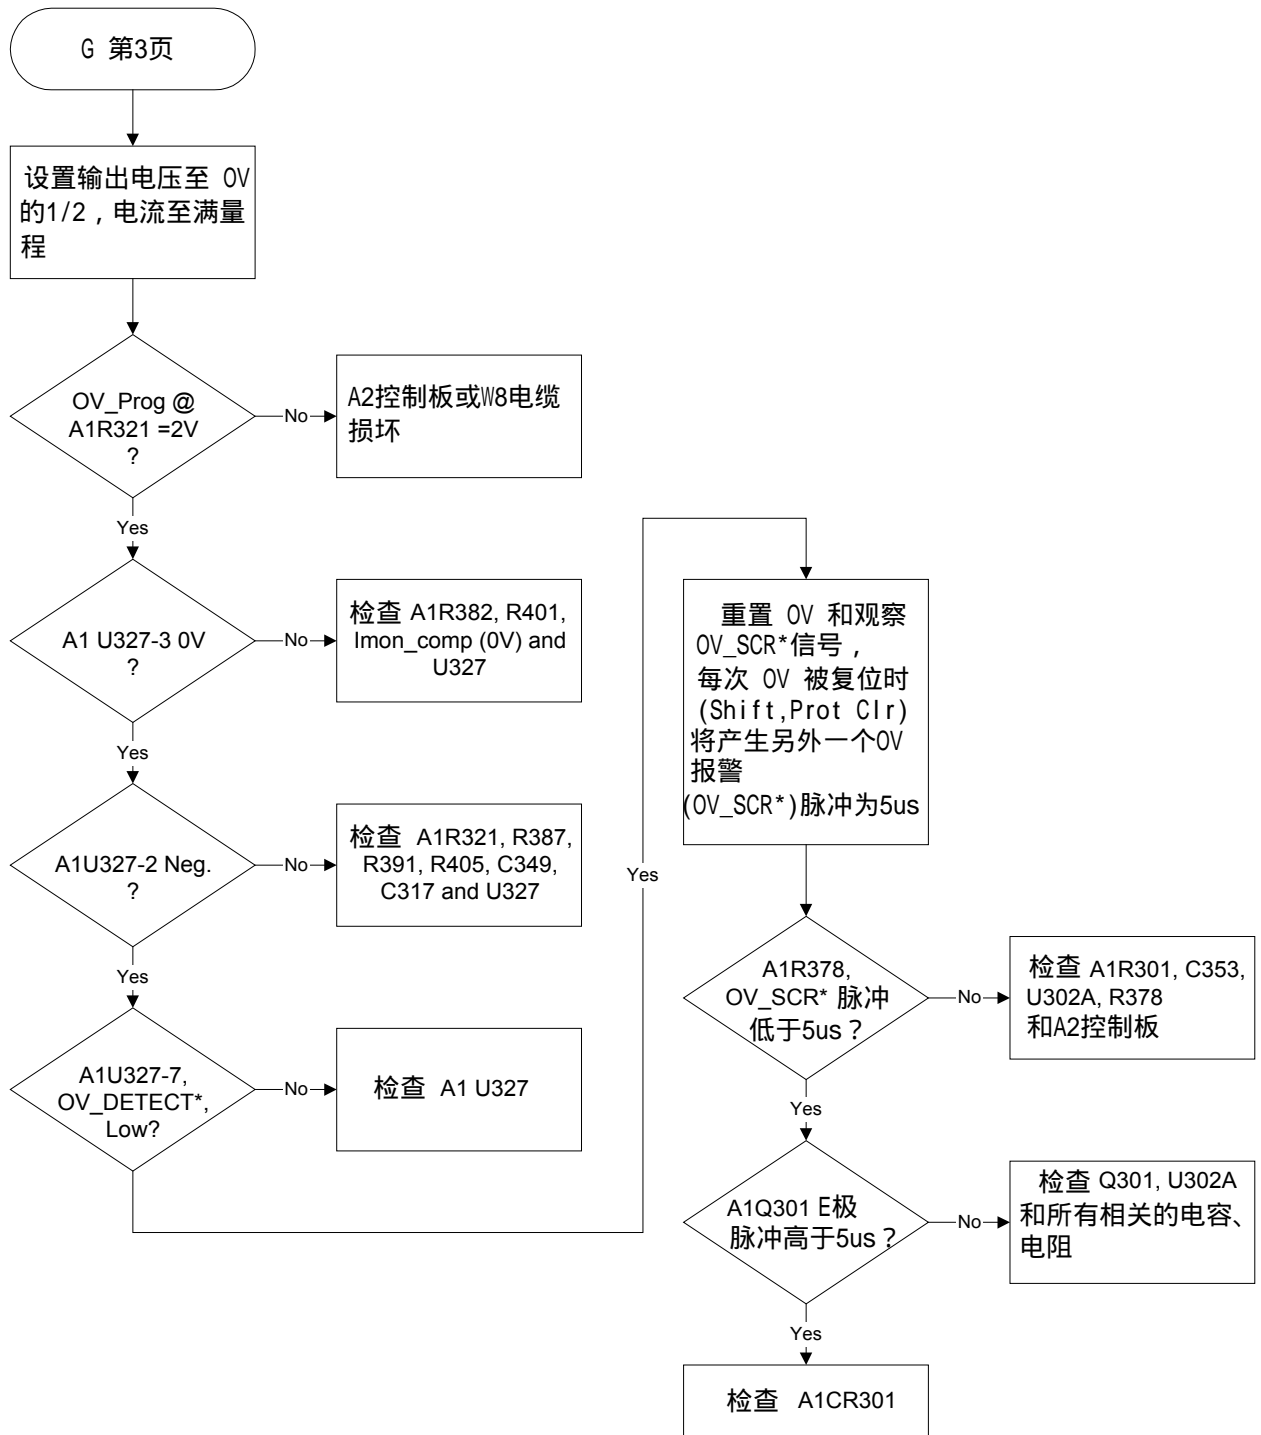 G 第3页
设置输出电压至 OV
的1/2，电流至满量
程
OV_Prog @
A1R321 =2V
?
No
A2控制板或W8电缆
损坏
Yes
A1 U327-3 0V
?
No
检查 A1R382, R401,
Imon_comp (0V) and
U327
Yes
A1U327-2 Neg.
?
No
检查 A1R321, R387,
R391, R405, C349,
C317 and U327
Yes
A1U327-7,
OV_DETECT*,
Low?
No
检查 A1 U327
Yes
重置 OV 和观察
OV_SCR*信号，
每次 OV 被复位时
(Shift,Prot Clr)
将产生另外一个OV
报警
(OV_SCR*)脉冲为5us
A1R378,
OV_SCR* 脉冲
低于5us？
No
检查 A1R301, C353,
U302A, R378
和A2控制板
Yes
A1Q301 E极
脉冲高于5us？
No
检查 Q301, U302A
和所有相关的电容、
电阻
Yes
检查 A1CR301